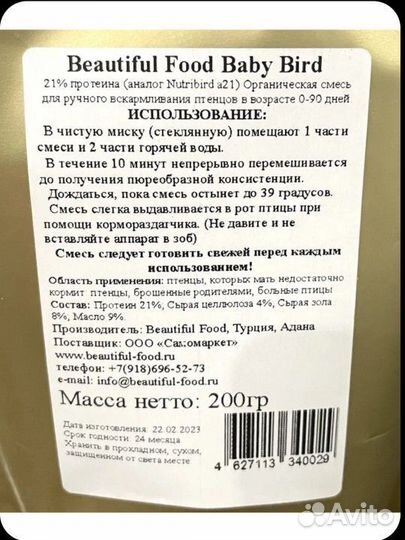 Beautiful Food Baby Bird
21% протеина (аналог Nutribird a21) Органическая смесь
для ручного вскармливания птенцов в возрасте 0-90 дней
ИСПОЛЬЗОВАНИЕ:
В чистую миску (стеклянную) помещают 1 части
смеси и 2 части горячей воды.
В течение 10 минут непрерывно перемешивается
до получения пюреобразной консистенции.
Дождаться, пока смесь остынет до 39 градусов.
Смесь слегка выдавливается в рот птицы при
помощи кормораздатчика. (Не давите и не
вставляйте аппарат в зоб)
Смесь следует готовить свежей перед каждым
использованием!
Область применения: птенцы, которых мать недостаточно
кормит птенцы, брошенные родителями, больные птицы
Состав: Протеин 21%, Сырая целлюлоза 4%, Сырая зола
8%, Масло 9%.
Производитель: Beautiful Food, Турция, Адана
Поставщик: ООО
www.beautiful-food.ru
телефон: +7(918)696-52-73
e-mail: info@beautiful-food.ru
Масса нетто: 200гр
Дата изготовления: 22.02.2023
Срок годности: 24 месяца
Хранить в прохладном, сухом,
защищенном от света месте
4 627113 340029
Avito